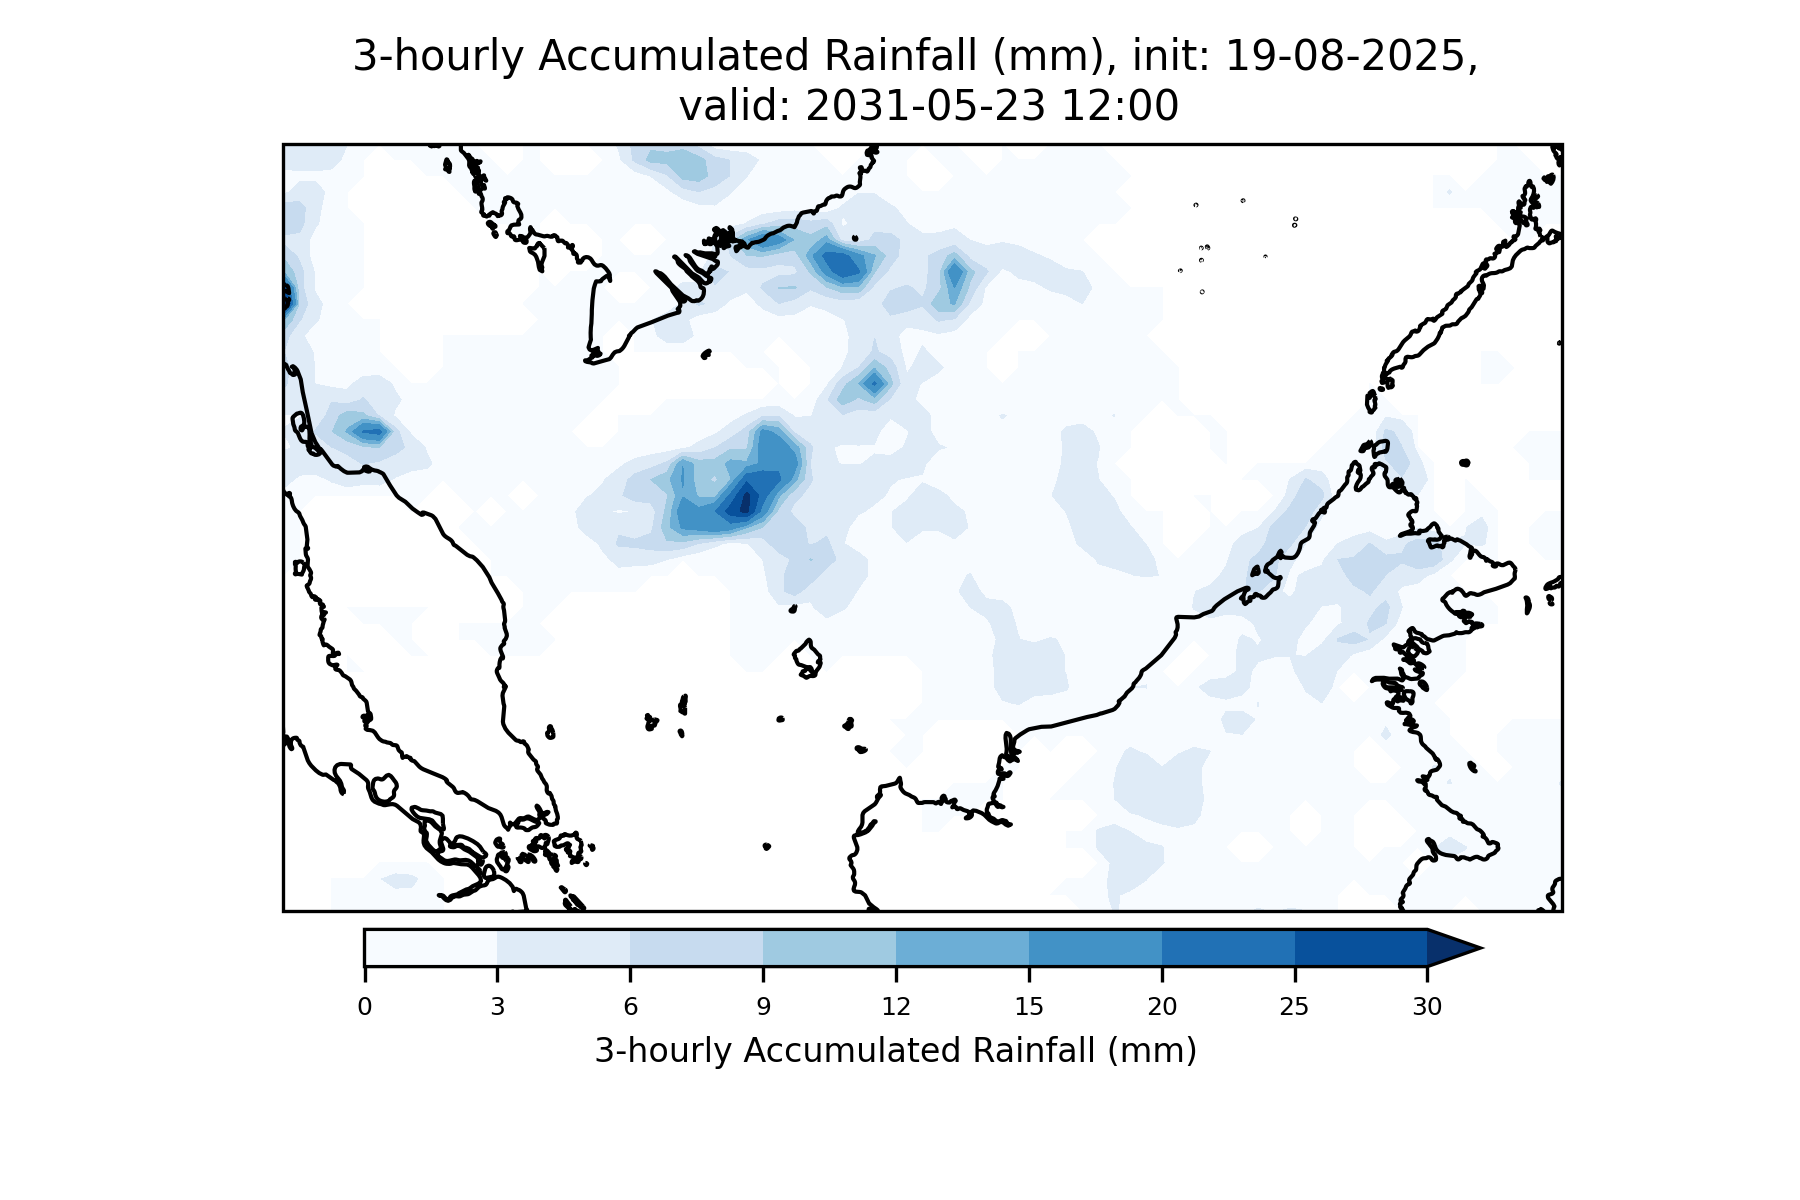 3-hourly Accumulated Rainfall (mm), init: 19-08-2025,
valid: 2031-05-23 12:00
0 3 6 9 12 15 20 25 30
3-hourly Accumulated Rainfall (mm)